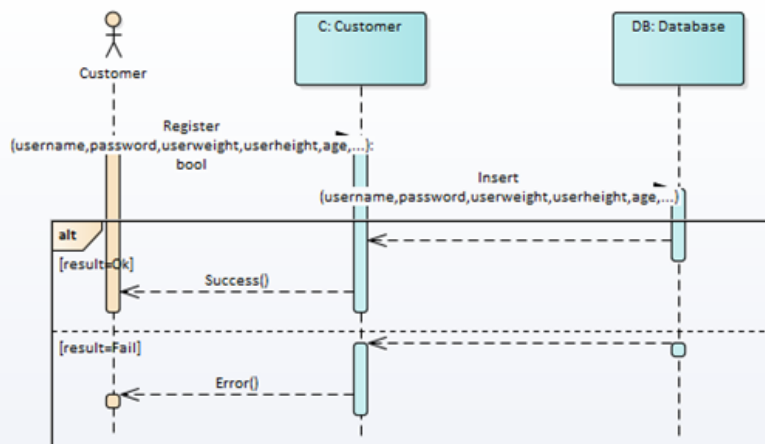 C: Customer
DB: Database
Customer
Register
(username,password,userweight,userheight,age,...):
bool
Insert
(username,password,userweight,userheight,age,...)
alt
[result=Ok]
Success()
[result=Fail]
Error()